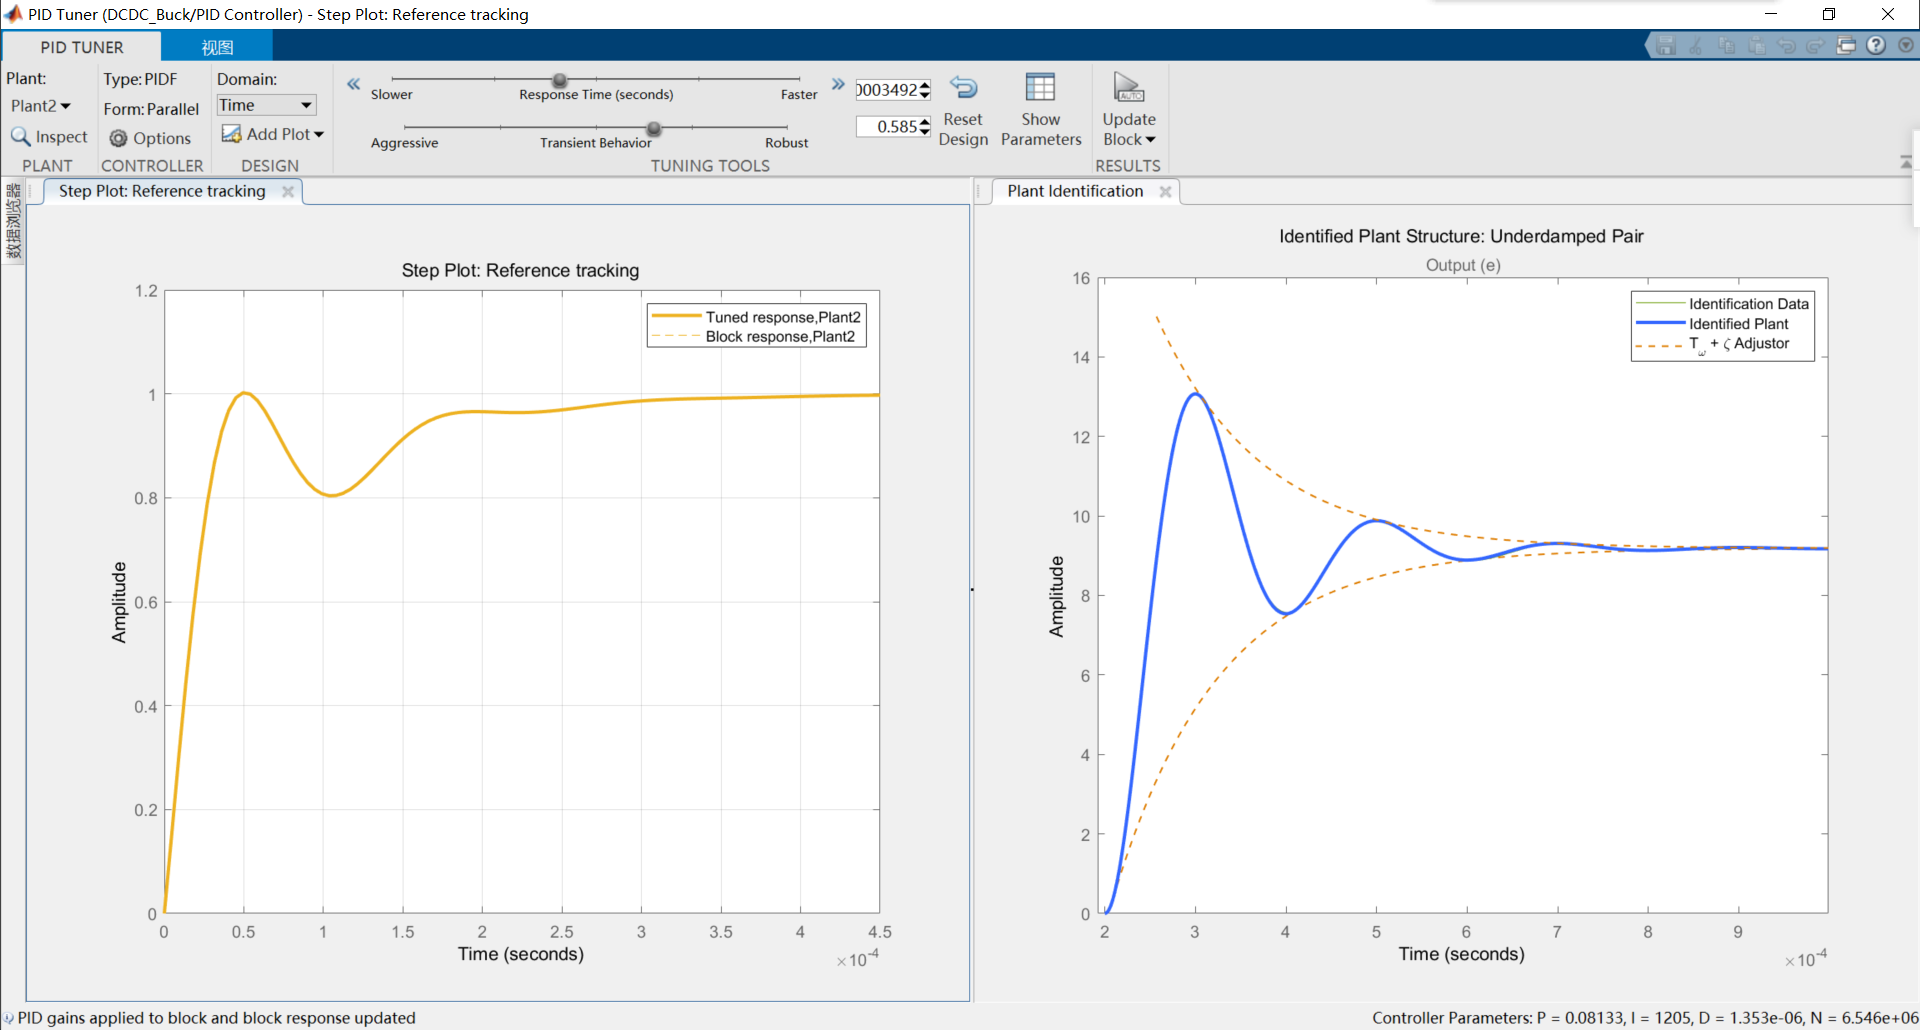 PID Tuner (DCDC_Buck/PID Controller) - Step Plot: Reference tracking
PID TUNER
视图
Plant:
Plant2
Inspect
PLANT
Type: PIDF
Form: Parallel
Options
CONTROLLER
Domain:
Time
Add Plot
DESIGN
Slower
Response Time (seconds)
Faster
Aggressive
Transient Behavior
Robust
0003492
0.585
Reset
Design
Show
Parameters
TUNING TOOLS
AUTO
Update
Block
RESULTS
数据浏览器
Step Plot: Reference tracking
Step Plot: Reference tracking
1.2
1
0.8
0.6
0.4
0.2
0
Amplitude
Tuned response,Plant2
Block response,Plant2
0 0.5 1 1.5 2 2.5 3 3.5 4 4.5
Time (seconds)
×10⁻⁴
Plant Identification
Identified Plant Structure: Underdamped Pair
Output (e)
16
14
12
10
8
6
4
2
0
Amplitude
Identification Data
Identified Plant
Tω + ζ Adjustor
2 3 4 5 6 7 8 9
Time (seconds)
×10⁻⁴
PID gains applied to block and block response updated
Controller Parameters: P = 0.08133, I = 1205, D = 1.353e-06, N = 6.546e+06